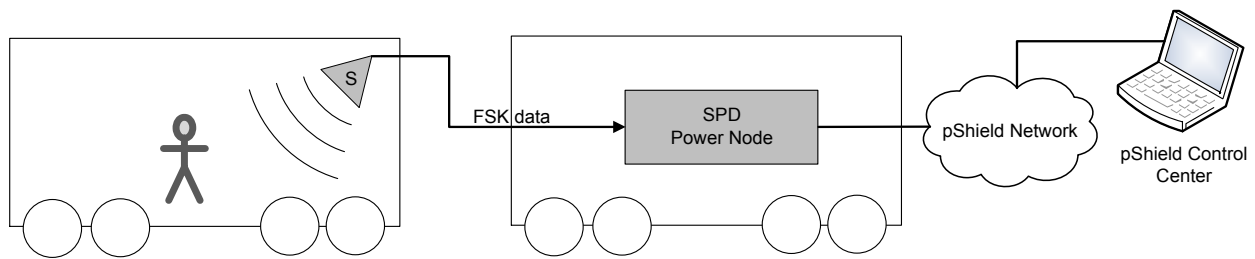 S
FSK data
SPD
Power Node
pShield Network
pShield Control
Center